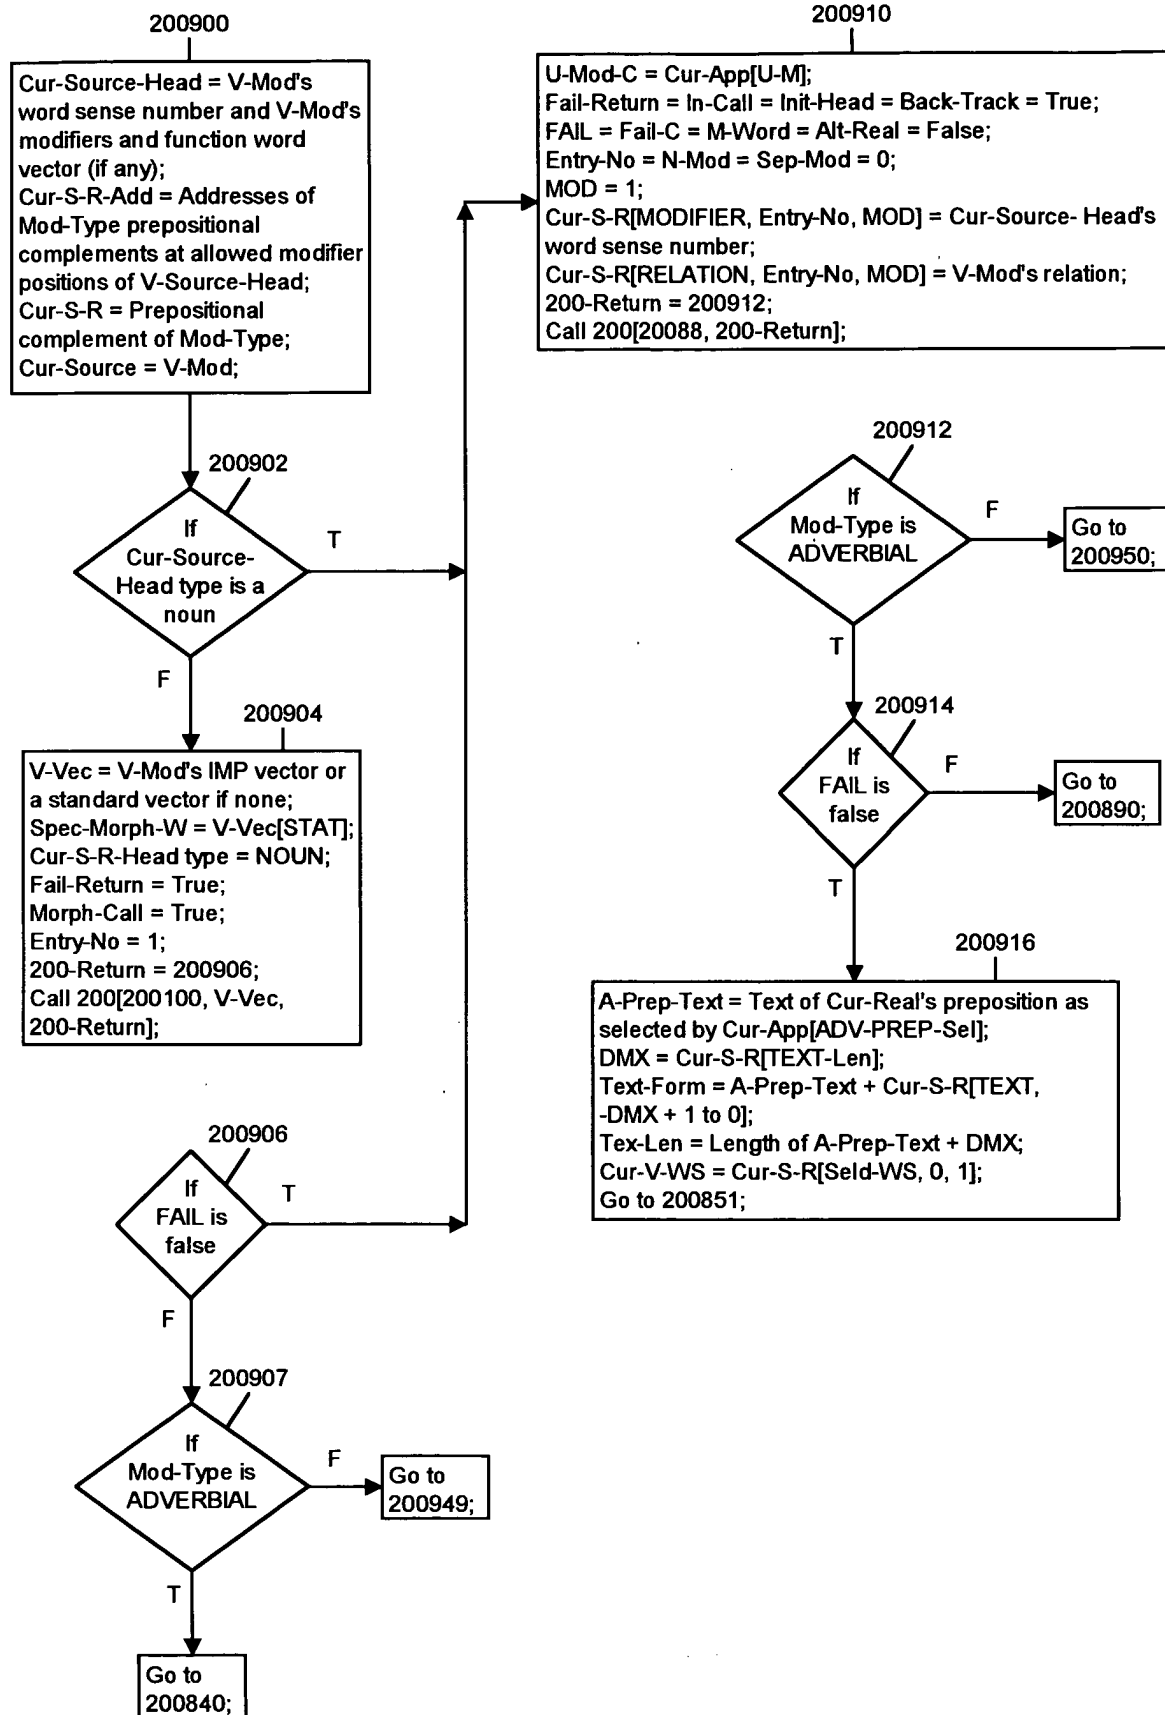 200900
Cur-Source-Head = V-Mod's
word sense number and V-Mod's
modifiers and function word
vector (if any);
Cur-S-R-Add = Addresses of
Mod-Type prepositional
complements at allowed modifier
positions of V-Source-Head;
Cur-S-R = Prepositional
complement of Mod-Type;
Cur-Source = V-Mod;
200902
If
Cur-Source-
Head type is a
noun
T
F
200904
V-Vec = V-Mod's IMP vector or
a standard vector if none;
Spec-Morph-W = V-Vec[STAT];
Cur-S-R-Head type = NOUN;
Fail-Return = True;
Morph-Call = True;
Entry-No = 1;
200-Return = 200906;
Call 200[200100, V-Vec,
200-Return];
200906
If
FAIL is
false
T
F
200907
If
Mod-Type is
ADVERBIAL
F
Go to
200949;
T
Go to
200840;
200910
U-Mod-C = Cur-App[U-M];
Fail-Return = In-Call = Init-Head = Back-Track = True;
FAIL = Fail-C = M-Word = Alt-Real = False;
Entry-No = N-Mod = Sep-Mod = 0;
MOD = 1;
Cur-S-R[MODIFIER, Entry-No, MOD] = Cur-Source- Head's
word sense number;
Cur-S-R[RELATION, Entry-No, MOD] = V-Mod's relation;
200-Return = 200912;
Call 200[20088, 200-Return];
200912
If
Mod-Type is
ADVERBIAL
F
Go to
200950;
T
200914
If
FAIL is
false
F
Go to
200890;
T
200916
A-Prep-Text = Text of Cur-Real's preposition as
selected by Cur-App[ADV-PREP-Sel];
DMX = Cur-S-R[TEXT-Len];
Text-Form = A-Prep-Text + Cur-S-R[TEXT,
-DMX + 1 to 0];
Tex-Len = Length of A-Prep-Text + DMX;
Cur-V-WS = Cur-S-R[Seld-WS, 0, 1];
Go to 200851;